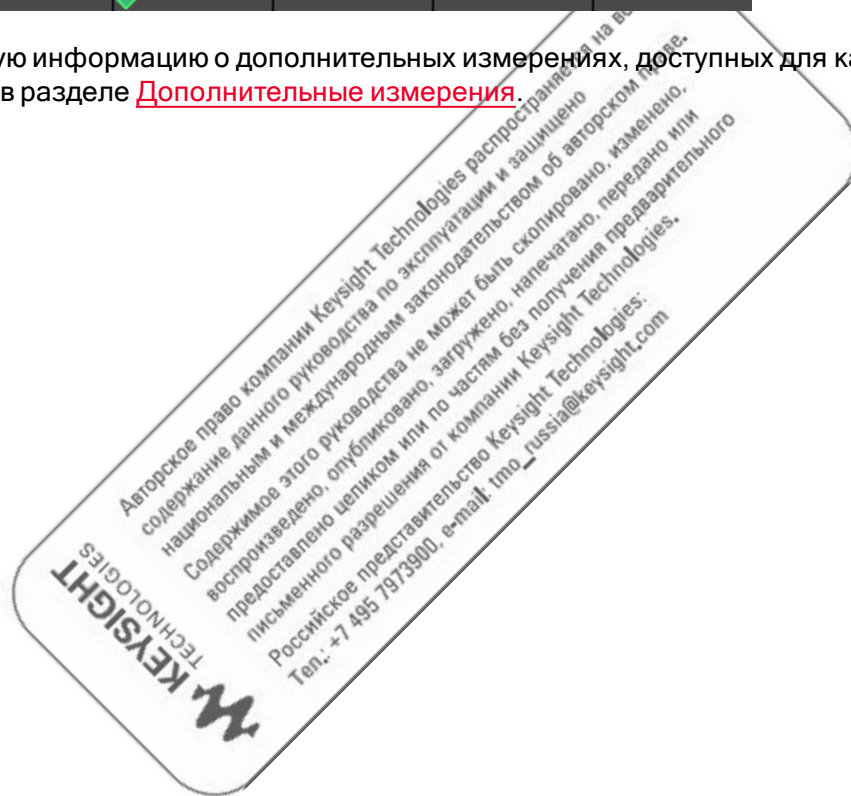 ую информацию о дополнительных измерениях, доступных для ка
в разделе Дополнительные измерения.
Авторское право компании Keysight Technologies распространяется на
содержание данного руководства по эксплуатации и защищено
национальным и международным законодательством об авторском праве.
Содержимое этого руководства не может быть скопировано, изменено,
воспроизведено, опубликовано, загружено, напечатано, передано или
предоставлено целиком или по частям без получения предварительного
письменного разрешения от компании Keysight Technologies.
Российское представительство Keysight Technologies:
Тел.: +7 495 7973900, e-mail: tmo_russia@keysight.com
KEYSIGHT
TECHNOLOGIES